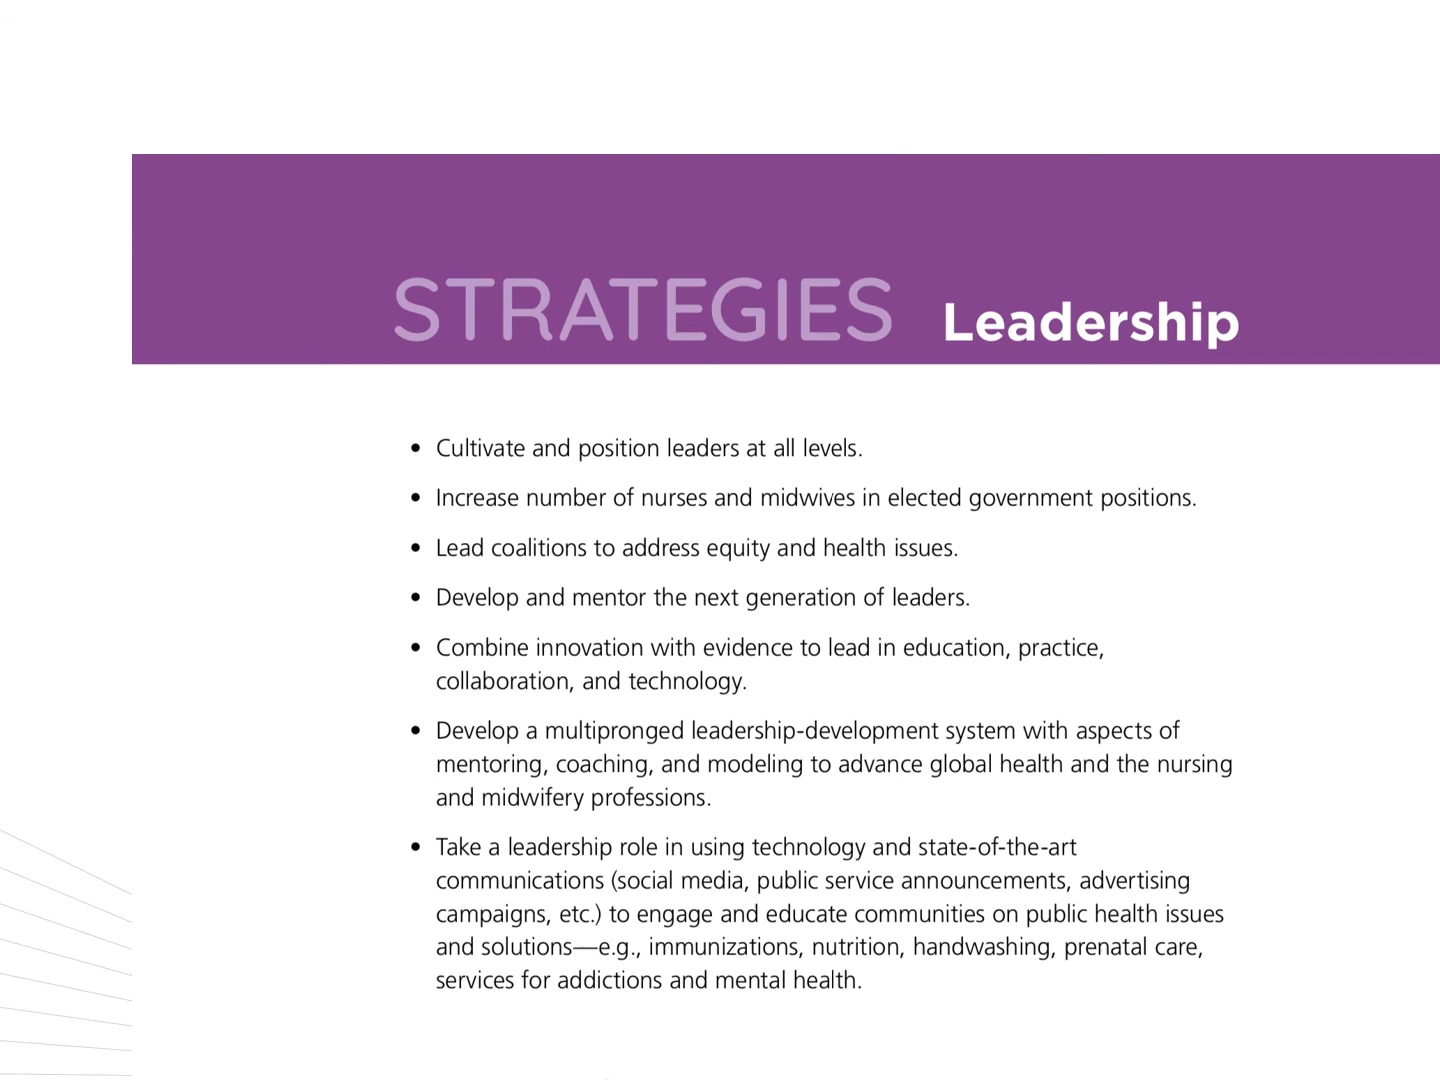 STRATEGIES Leadership
• Cultivate and position leaders at all levels.
• Increase number of nurses and midwives in elected government positions.
• Lead coalitions to address equity and health issues.
• Develop and mentor the next generation of leaders.
• Combine innovation with evidence to lead in education, practice,
collaboration, and technology.
• Develop a multipronged leadership-development system with aspects of
mentoring, coaching, and modeling to advance global health and the nursing
and midwifery professions.
• Take a leadership role in using technology and state-of-the-art
communications (social media, public service announcements, advertising
campaigns, etc.) to engage and educate communities on public health issues
and solutions—e.g., immunizations, nutrition, handwashing, prenatal care,
services for addictions and mental health.